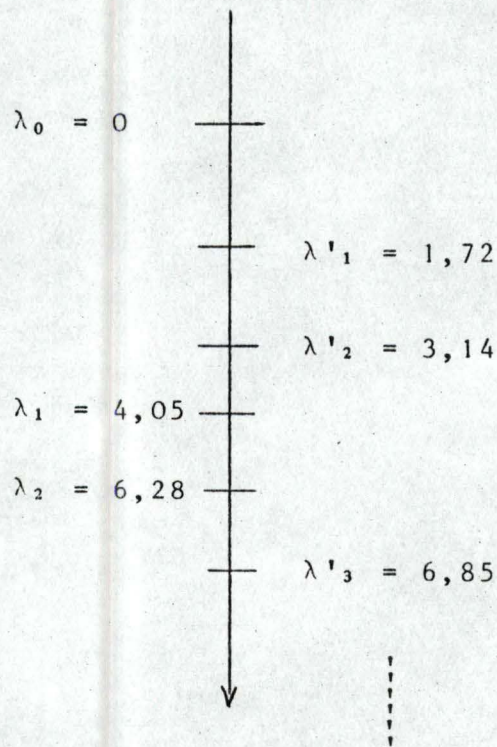 λ₀ = 0
λ'₁ = 1,72
λ'₂ = 3,14
λ₁ = 4,05
λ₂ = 6,28
λ'₃ = 6,85